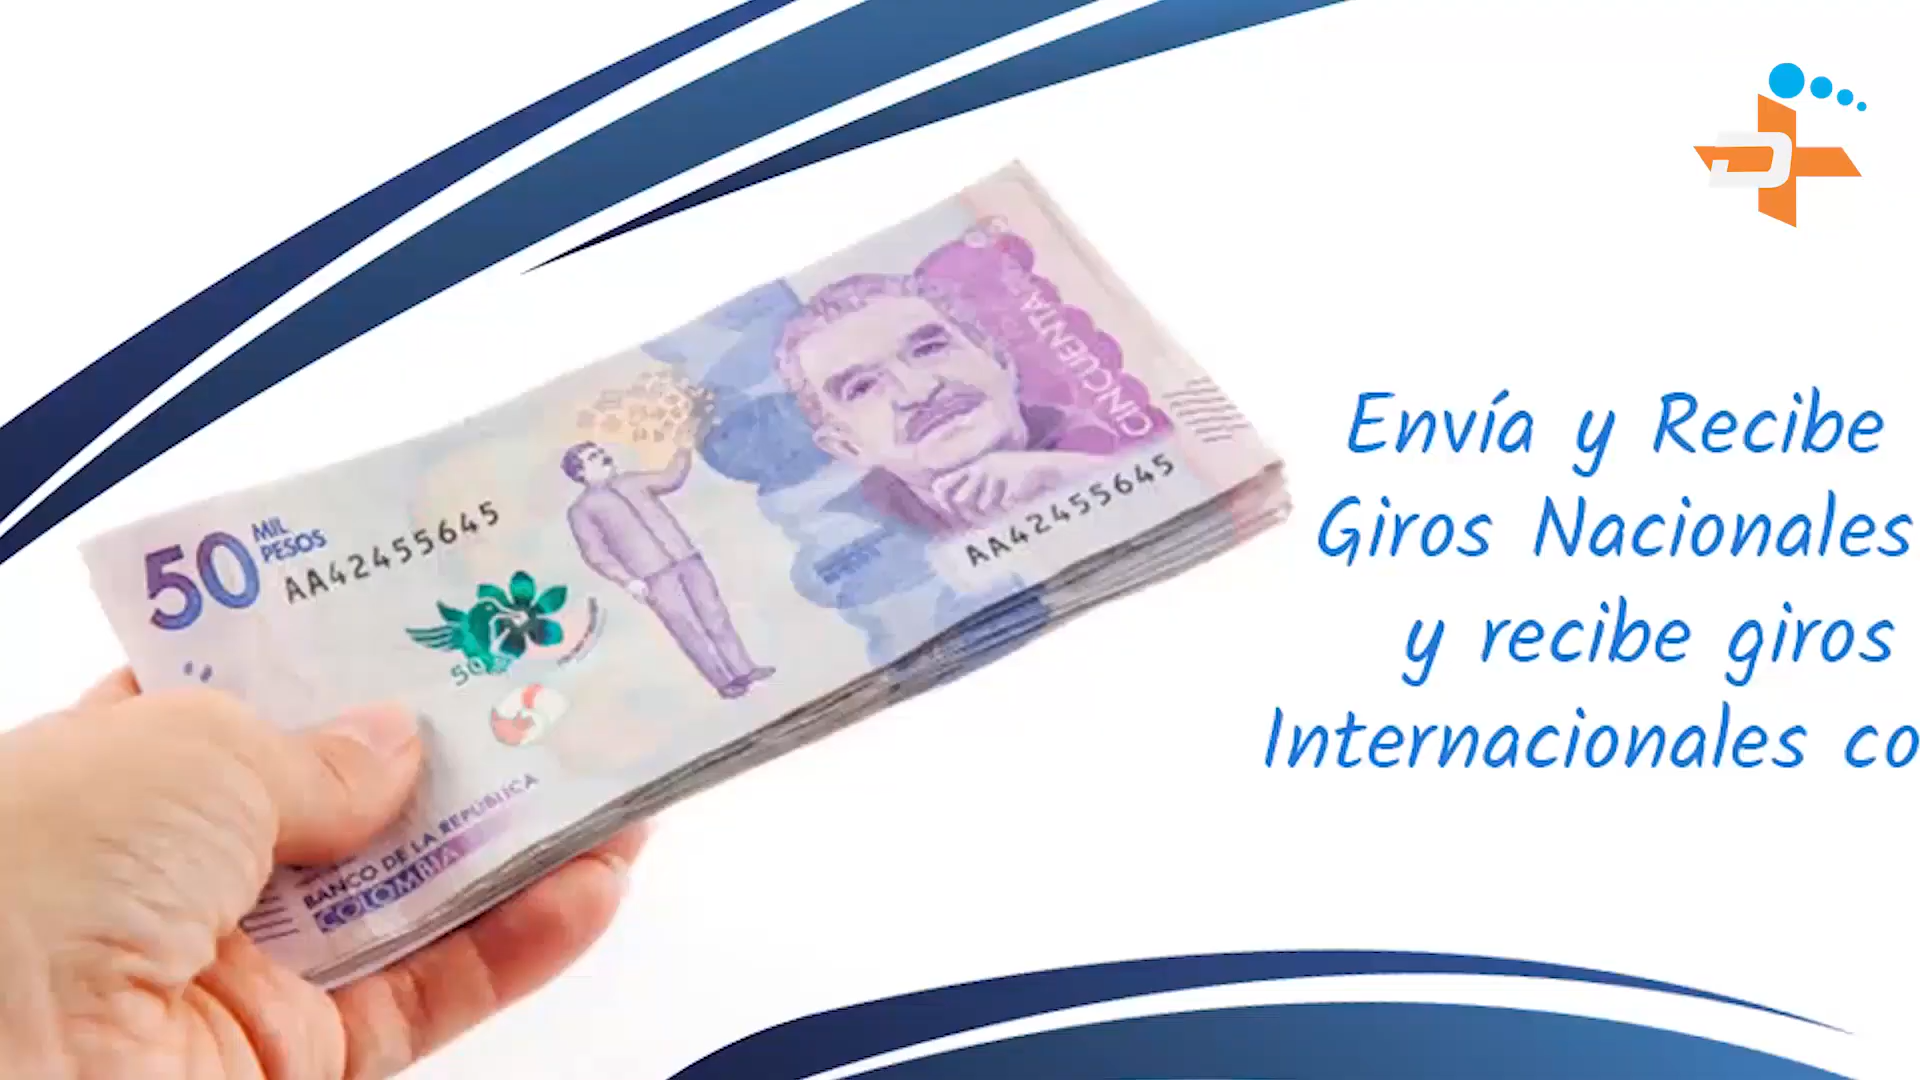 Envía y Recibe
Giros Nacionales
y recibe giros
Internacionales co
50 MIL
PESOS
AA42455645
CINCUENTA
AA42455645
50
BANCO DE LA REPÚBLICA
COLOMBIA